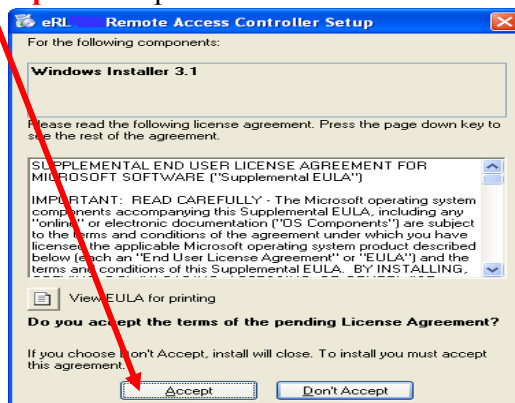 eRL Remote Access Controller Setup
For the following components:
Windows Installer 3.1
Please read the following license agreement. Press the page down key to
see the rest of the agreement.
SUPPLEMENTAL END USER LICENSE AGREEMENT FOR
MICROSOFT SOFTWARE ("Supplemental EULA")
IMPORTANT: READ CAREFULLY - The Microsoft operating system
components accompanying this Supplemental EULA, including any
"online" or electronic documentation ("OS Components") are subject
to the terms and conditions of the agreement under which you have
licensed the applicable Microsoft operating system product described
below (each an "End User License Agreement" or "EULA") and the
terms and conditions of this Supplemental EULA. BY INSTALLING,
View EULA for printing
Do you accept the terms of the pending License Agreement?
If you choose Don't Accept, install will close. To install you must accept
this agreement.
Accept
Don't Accept